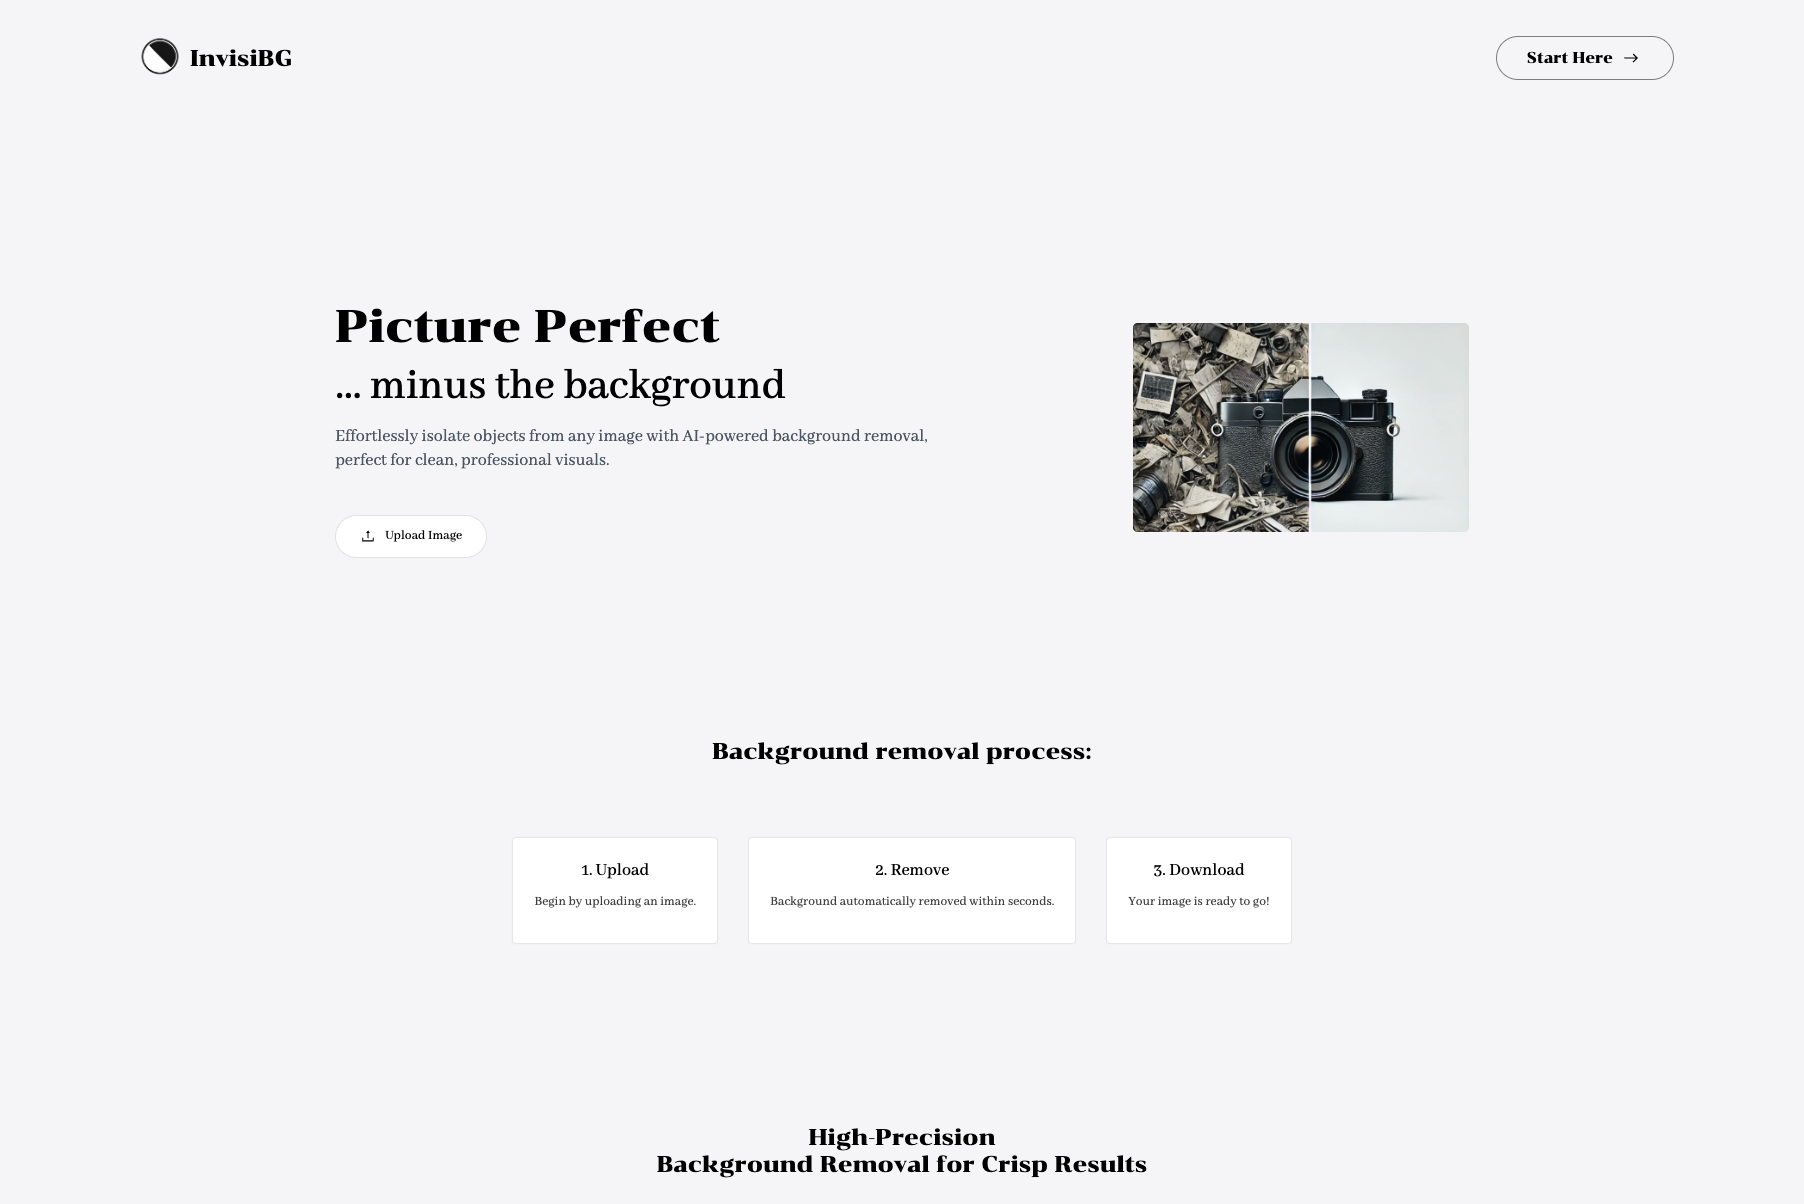 InvisiBG
Start Here
Picture Perfect
... minus the background
Effortlessly isolate objects from any image with AI-powered background removal,
perfect for clean, professional visuals.
Upload Image
Background removal process:
1. Upload
Begin by uploading an image.
2. Remove
Background automatically removed within seconds.
3. Download
Your image is ready to go!
High-Precision
Background Removal for Crisp Results